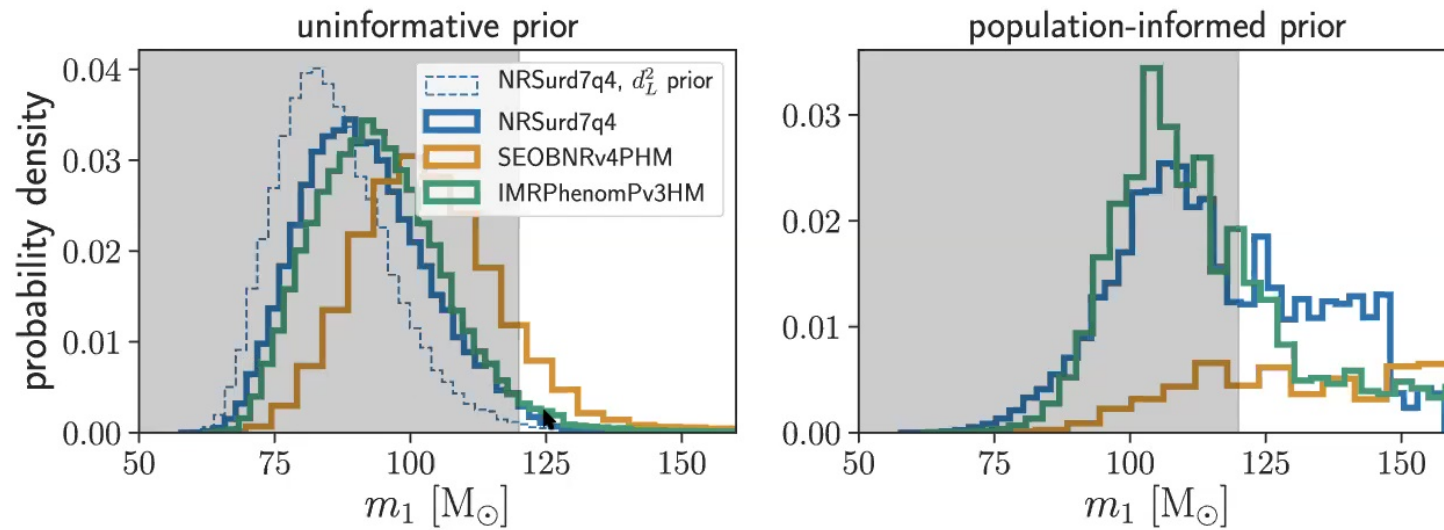 uninformative prior
population-informed prior
probability density
0.04
0.03
0.02
0.01
0.00
NRSurd7q4, d_L^2 prior
NRSurd7q4
SEOBNRv4PHM
IMRPhenomPv3HM
50 75 100 125 150
m_1 [M_⊙]
0.03
0.02
0.01
0.00
50 75 100 125 150
m_1 [M_⊙]